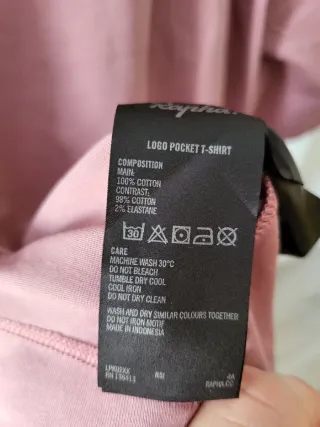 Rapha.
LOGO POCKET T-SHIRT
COMPOSITION
MAIN:
100% COTTON
CONTRAST:
98% COTTON
2% ELASTANE
30
CARE
MACHINE WASH 30°C
DO NOT BLEACH
TUMBLE DRY COOL
COOL IRON
DO NOT DRY CLEAN
WASH AND DRY SIMILAR COLOURS TOGETHER
DO NOT IRON MOTIF
MADE IN INDONESIA
RAPHA.CC